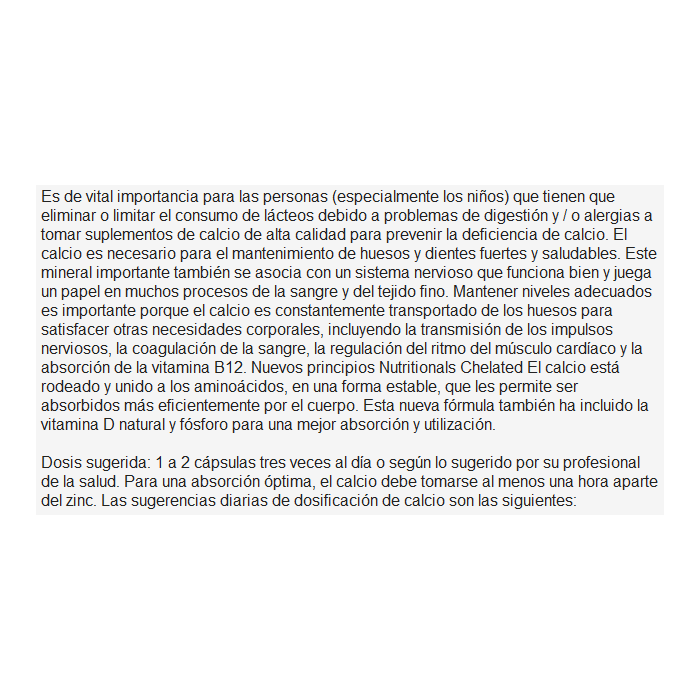 Es de vital importancia para las personas (especialmente los niños) que tienen que
eliminar o limitar el consumo de lácteos debido a problemas de digestión y / o alergias a
tomar suplementos de calcio de alta calidad para prevenir la deficiencia de calcio. El
calcio es necesario para el mantenimiento de huesos y dientes fuertes y saludables. Este
mineral importante también se asocia con un sistema nervioso que funciona bien y juega
un papel en muchos procesos de la sangre y del tejido fino. Mantener niveles adecuados
es importante porque el calcio es constantemente transportado de los huesos para
satisfacer otras necesidades corporales, incluyendo la transmisión de los impulsos
nerviosos, la coagulación de la sangre, la regulación del ritmo del músculo cardíaco y la
absorción de la vitamina B12. Nuevos principios Nutritionals Chelated El calcio está
rodeado y unido a los aminoácidos, en una forma estable, que les permite ser
absorbidos más eficientemente por el cuerpo. Esta nueva fórmula también ha incluido la
vitamina D natural y fósforo para una mejor absorción y utilización.
Dosis sugerida: 1 a 2 cápsulas tres veces al día o según lo sugerido por su profesional
de la salud. Para una absorción óptima, el calcio debe tomarse al menos una hora aparte
del zinc. Las sugerencias diarias de dosificación de calcio son las siguientes: